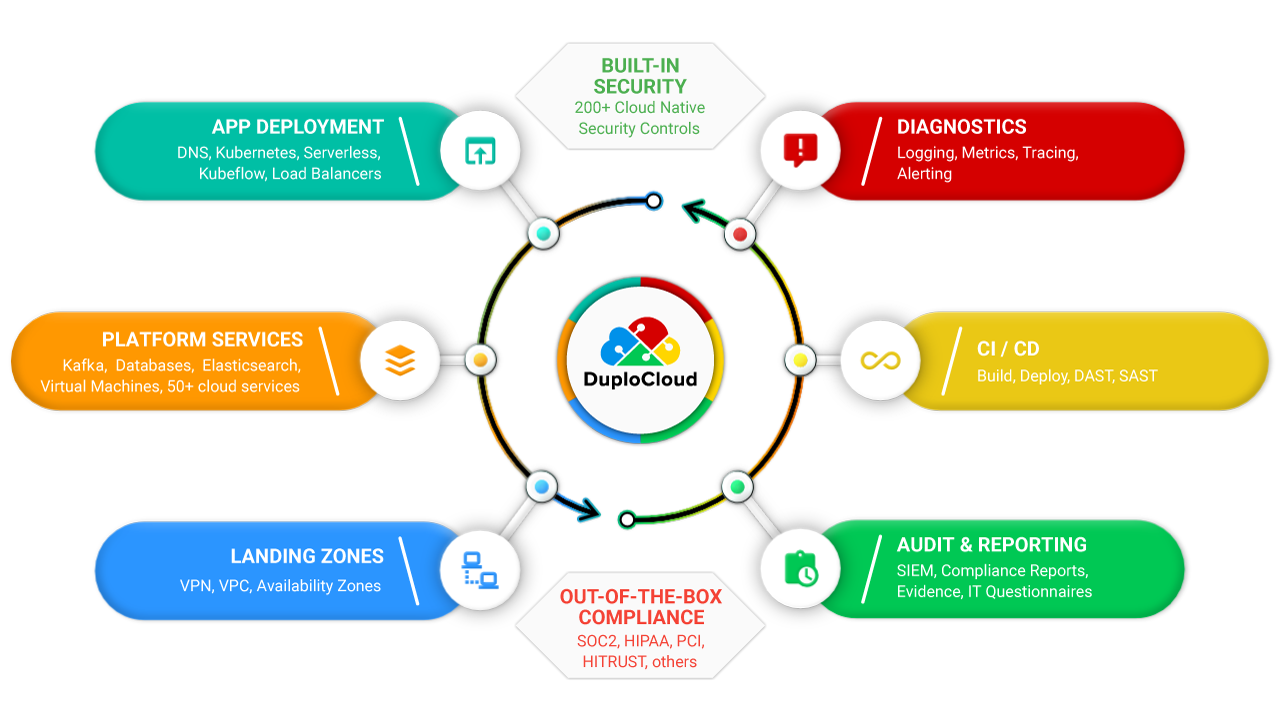 BUILT-IN
SECURITY
200+ Cloud Native
Security Controls
APP DEPLOYMENT
DNS, Kubernetes, Serverless,
Kubeflow, Load Balancers
DIAGNOSTICS
Logging, Metrics, Tracing,
Alerting
PLATFORM SERVICES
Kafka, Databases, Elasticsearch,
Virtual Machines, 50+ cloud services
DuploCloud
CI / CD
Build, Deploy, DAST, SAST
LANDING ZONES
VPN, VPC, Availability Zones
AUDIT & REPORTING
SIEM, Compliance Reports,
Evidence, IT Questionnaires
OUT-OF-THE-BOX
COMPLIANCE
SOC2, HIPAA, PCI,
HITRUST, others